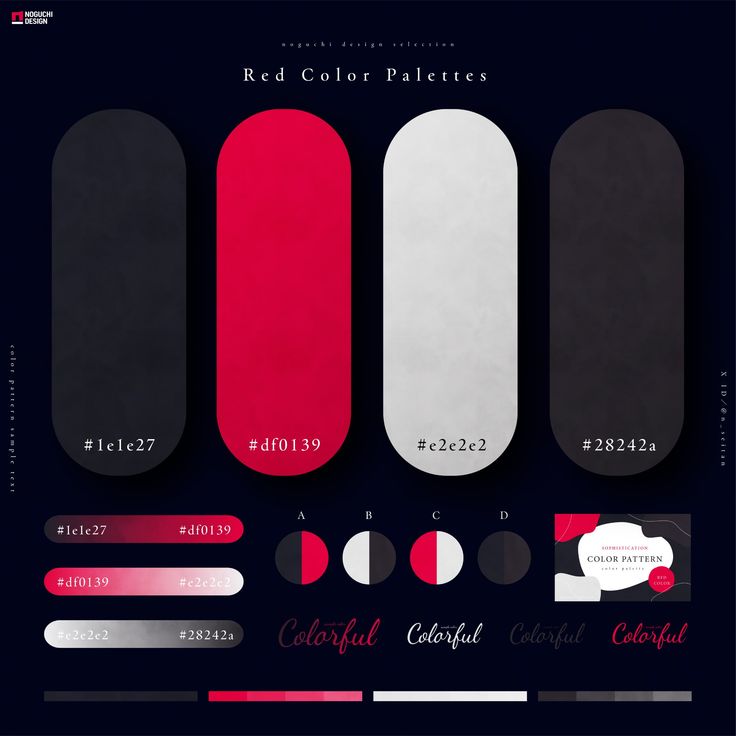 NOGUCHI
DESIGN
noguchi design selection
Red Color Palettes
#1e1e27
#df0139
#e2e2e2
#28242a
color pattern sample text
X ID/@n_seitan
#1e1e27 #df0139
#df0139 #e2e2e2
#e2e2e2 #28242a
A B C D
SOPHISTICATION
COLOR PATTERN
color palette
RED
COLOR
Colorful
Colorful
Colorful
Colorful